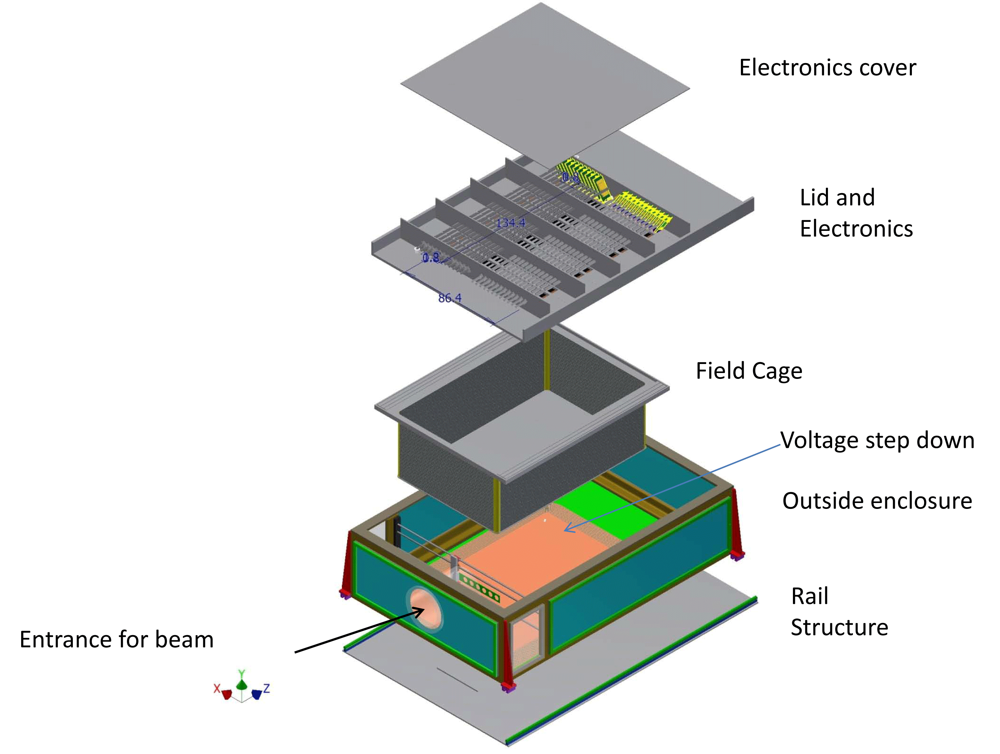 Electronics cover
Lid and
Electronics
0.8
134.4
0.8
86.4
Field Cage
Voltage step down
Outside enclosure
Rail
Structure
Entrance for beam
Y
X
Z